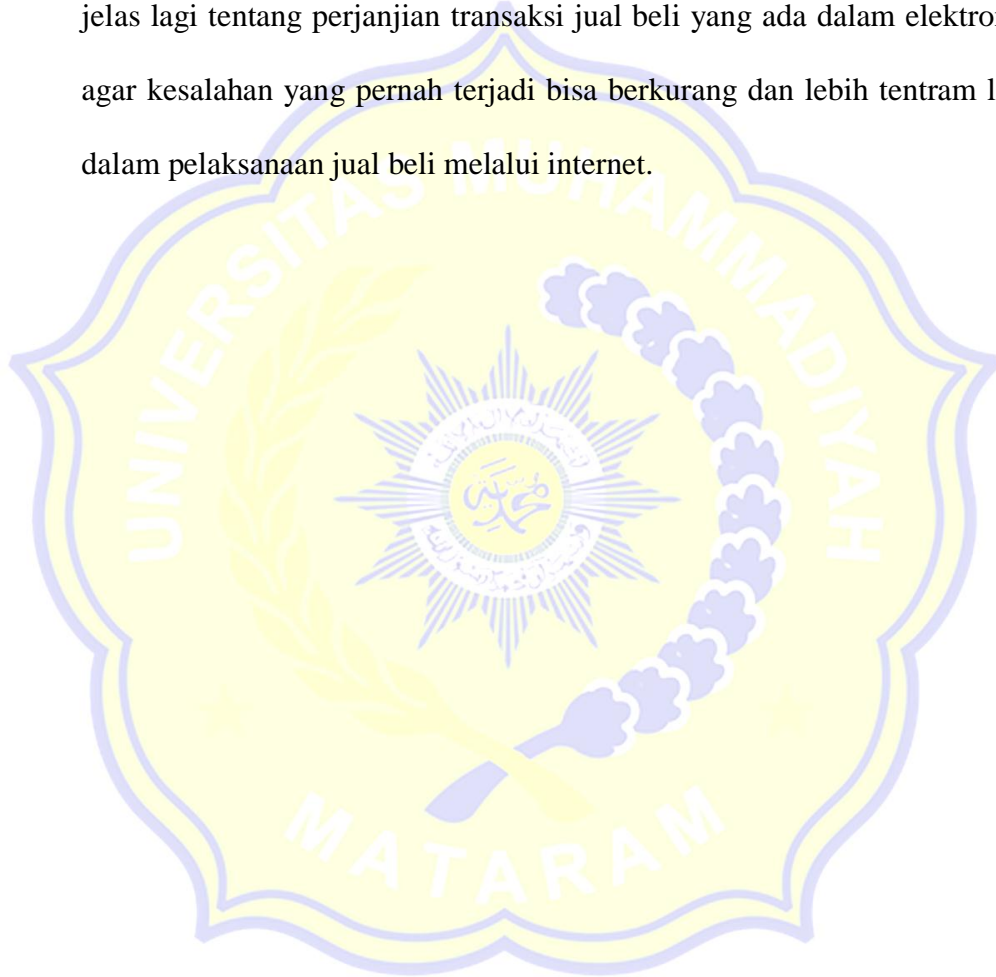 jelas lagi tentang perjanjian transaksi jual beli yang ada dalam
agar kesalahan yang pernah terjadi bisa berkurang dan lebih tentram
dalam pelaksanaan jual beli melalui internet.
UNIVERSITAS MUHAMMADIYAH
محمدية
MATARAM